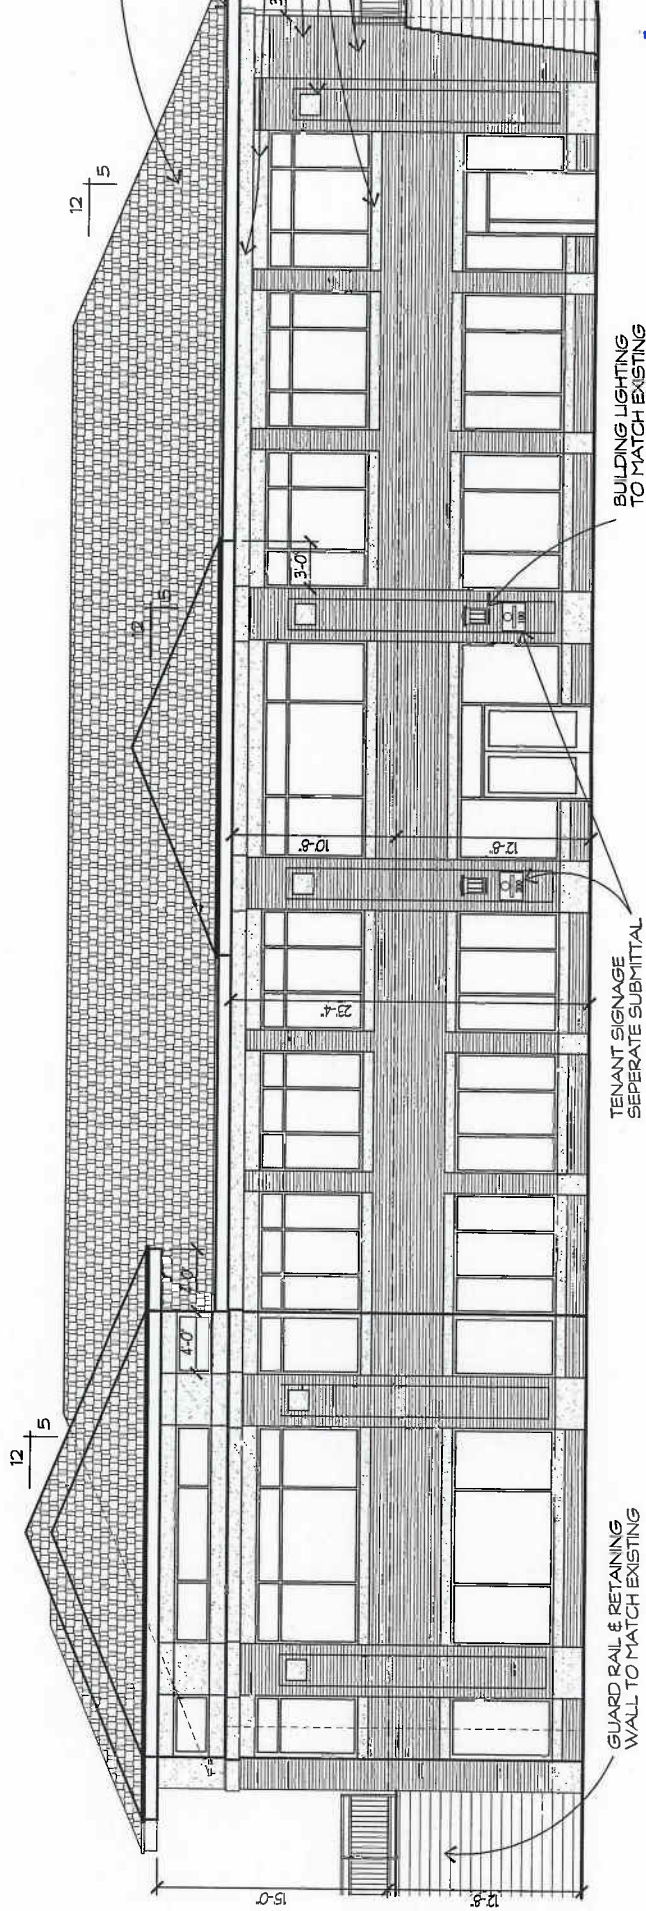 12
5
12
5
12
5
4'-0"
3'-0"
15'-0"
12'-8"
23'-4"
10'-8"
12'-8"
GUARD RAIL & RETAINING
WALL TO MATCH EXISTING
TENANT SIGNAGE
SEPERATE SUBMITTAL
BUILDING LIGHTING
TO MATCH EXISTING